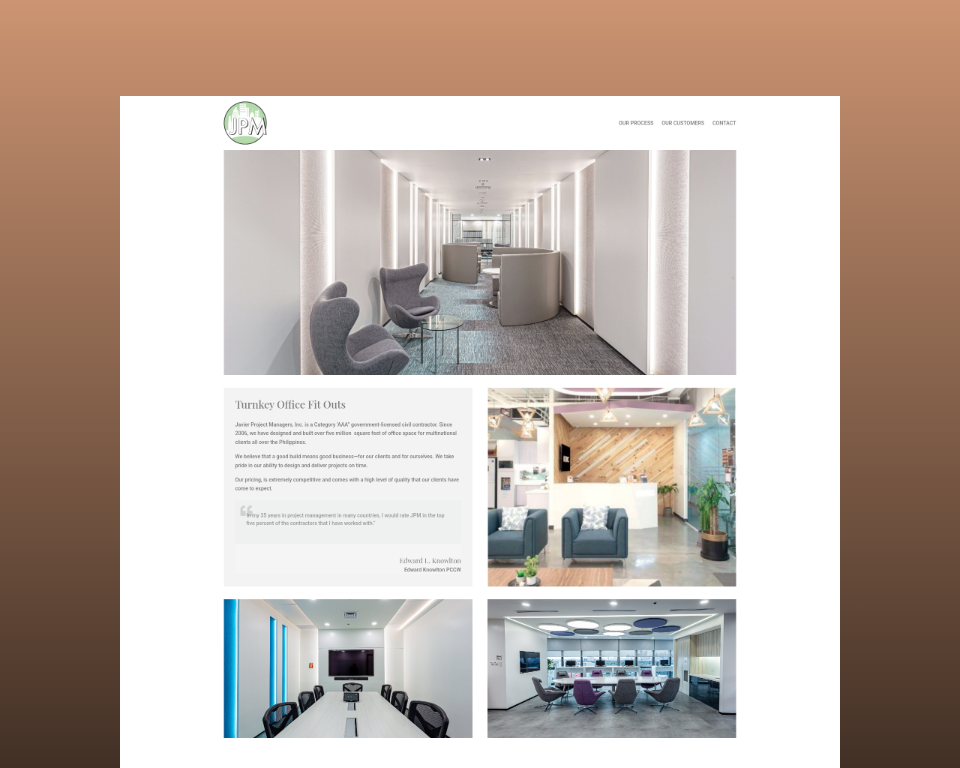 JPM
OUR PROCESS OUR CUSTOMERS CONTACT
Turnkey Office Fit Outs
Javier Project Managers, Inc. is a Category "AAA" government-licensed civil contractor. Since
2006, we have designed and built over five million square feet of office space for multinational
clients all over the Philippines.
We believe that a good build means good business—for our clients and for ourselves. We take
pride in our ability to design and deliver projects on time.
Our pricing, is extremely competitive and comes with a high level of quality that our clients have
come to expect.
my 35 years in project management in many countries, I would rate JPM in the top
five percent of the contractors that I have worked with."
Edward L. Knowlton
Edward Knowlton PCCW